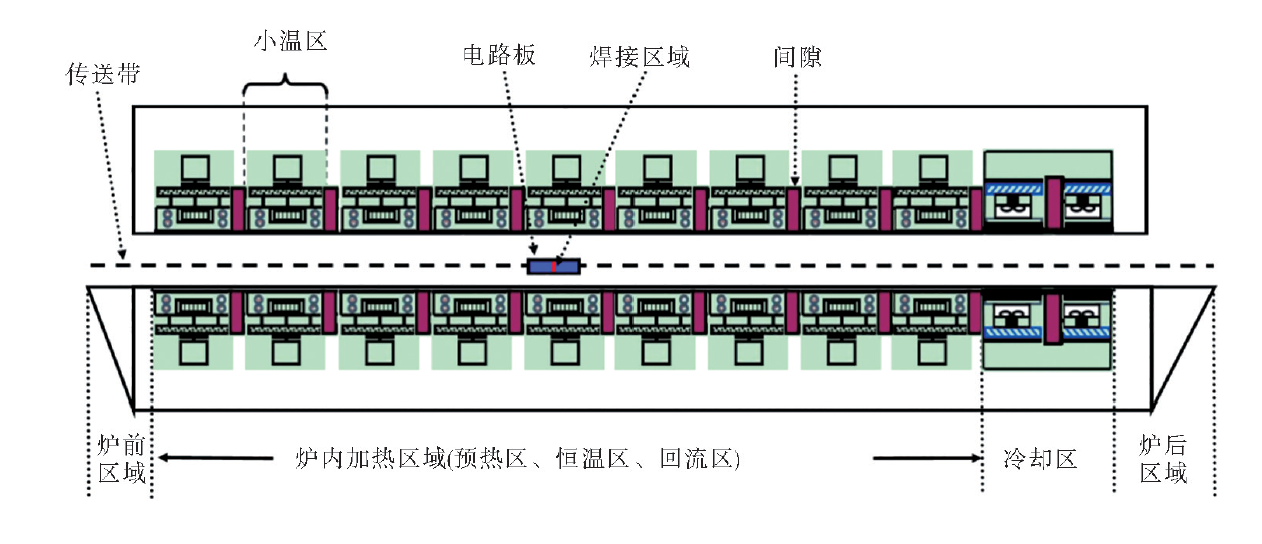 小温区
电路板
焊接区域
间隙
传送带
炉前
区域
炉内加热区域(预热区、恒温区、回流区)
冷却区
炉后
区域